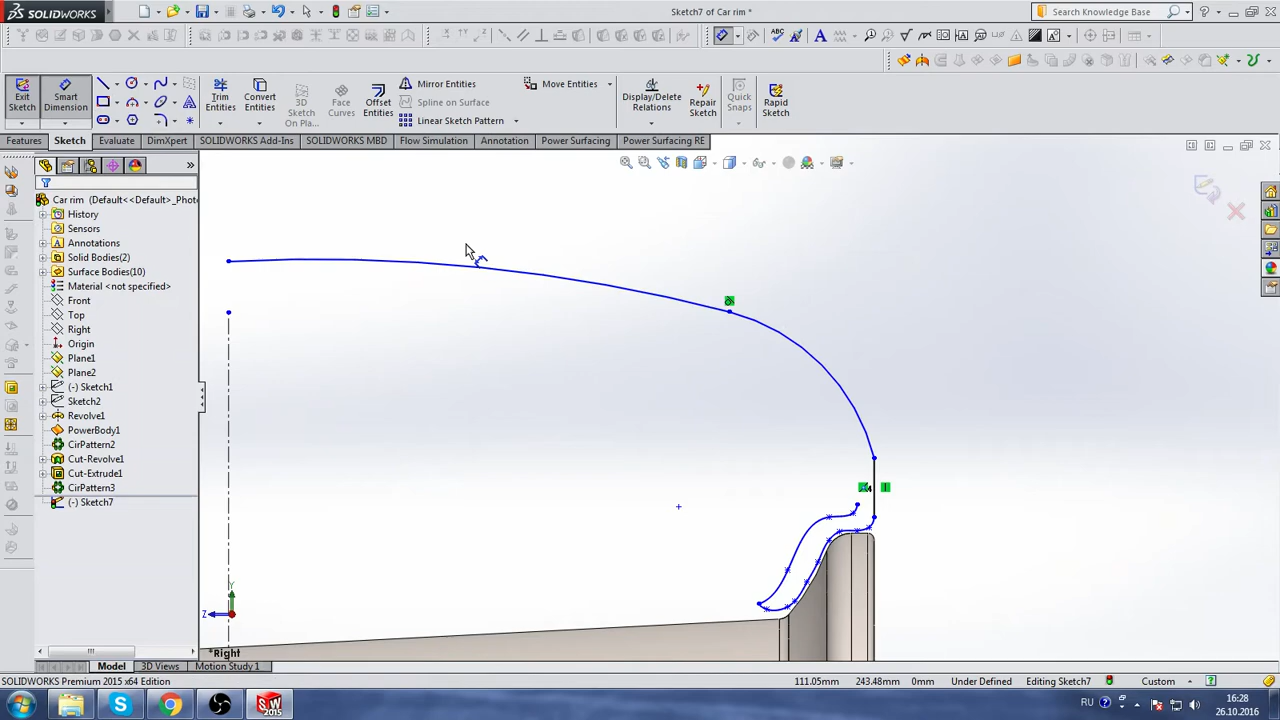 SOLIDWORKS
Sketch7 of Car rim *
Search Knowledge Base
Exit Sketch
Smart Dimension
Trim Entities
Convert Entities
3D Sketch On Pla...
Face Curves
Offset Entities
Mirror Entities
Spline on Surface
Linear Sketch Pattern
Move Entities
Display/Delete Relations
Repair Sketch
Quick Snaps
Rapid Sketch
Features Sketch Evaluate DimXpert SOLIDWORKS Add-Ins SOLIDWORKS MBD Flow Simulation Annotation Power Surfacing Power Surfacing RE
Car rim (Default<<Default>_Phot
History
Sensors
Annotations
Solid Bodies(2)
Surface Bodies(10)
Material <not specified>
Front
Top
Right
Origin
Plane1
Plane2
(-) Sketch1
Sketch2
Revolve1
PowerBody1
CirPattern2
Cut-Revolve1
Cut-Extrude1
CirPattern3
(-) Sketch7
Y
Z
*Right
Model 3D Views Motion Study 1
SOLIDWORKS Premium 2015 x64 Edition
111.05mm 243.48mm 0mm Under Defined Editing Sketch7 Custom
RU 16:28
26.10.2016